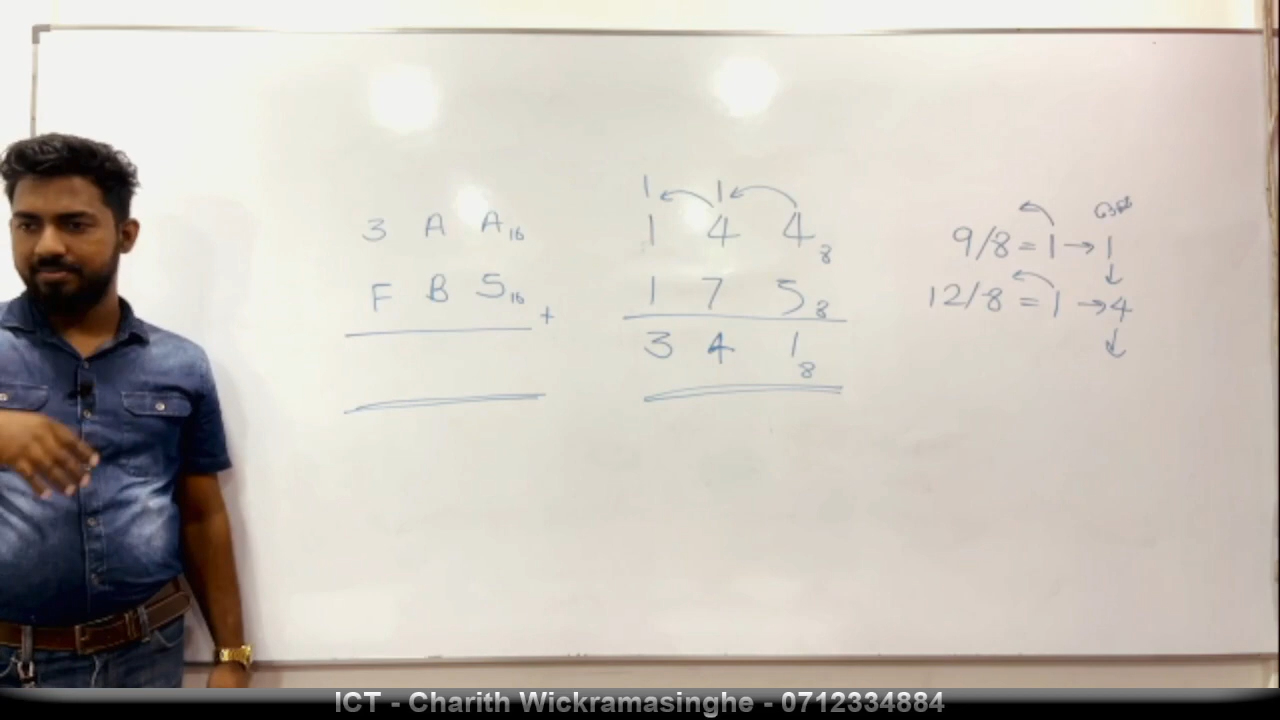 3 A A₁₆
F B 5₁₆ +
1 1
1 4 4₈
1 7 5₈
3 4 1₈
9/8 = 1 → 1
12/8 = 1 → 4
ICT - Charith Wickramasinghe - 0712334884